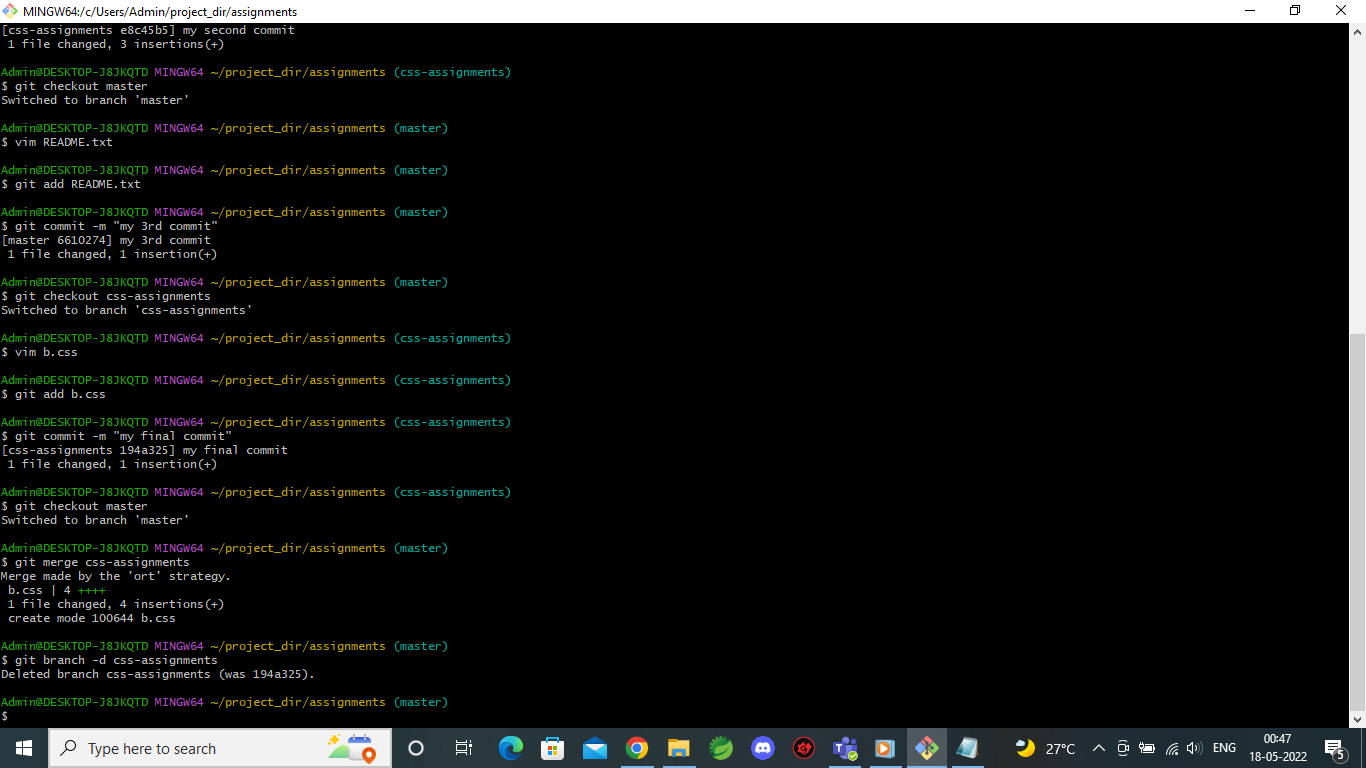 MINGW64:/c/Users/Admin/project_dir/assignments
[css-assignments e8c45b5] my second commit
 1 file changed, 3 insertions(+)
Admin@DESKTOP-J8JKQTD MINGW64 ~/project_dir/assignments (css-assignments)
$ git checkout master
Switched to branch 'master'
Admin@DESKTOP-J8JKQTD MINGW64 ~/project_dir/assignments (master)
$ vim README.txt
Admin@DESKTOP-J8JKQTD MINGW64 ~/project_dir/assignments (master)
$ git add README.txt
Admin@DESKTOP-J8JKQTD MINGW64 ~/project_dir/assignments (master)
$ git commit -m "my 3rd commit"
[master 6610274] my 3rd commit
 1 file changed, 1 insertion(+)
Admin@DESKTOP-J8JKQTD MINGW64 ~/project_dir/assignments (master)
$ git checkout css-assignments
Switched to branch 'css-assignments'
Admin@DESKTOP-J8JKQTD MINGW64 ~/project_dir/assignments (css-assignments)
$ vim b.css
Admin@DESKTOP-J8JKQTD MINGW64 ~/project_dir/assignments (css-assignments)
$ git add b.css
Admin@DESKTOP-J8JKQTD MINGW64 ~/project_dir/assignments (css-assignments)
$ git commit -m "my final commit"
[css-assignments 194a325] my final commit
 1 file changed, 1 insertion(+)
Admin@DESKTOP-J8JKQTD MINGW64 ~/project_dir/assignments (css-assignments)
$ git checkout master
Switched to branch 'master'
Admin@DESKTOP-J8JKQTD MINGW64 ~/project_dir/assignments (master)
$ git merge css-assignments
Merge made by the 'ort' strategy.
 b.css | 4 ++++
 1 file changed, 4 insertions(+)
 create mode 100644 b.css
Admin@DESKTOP-J8JKQTD MINGW64 ~/project_dir/assignments (master)
$ git branch -d css-assignments
Deleted branch css-assignments (was 194a325).
Admin@DESKTOP-J8JKQTD MINGW64 ~/project_dir/assignments (master)
$
Type here to search
27°C
ENG
00:47
18-05-2022
5